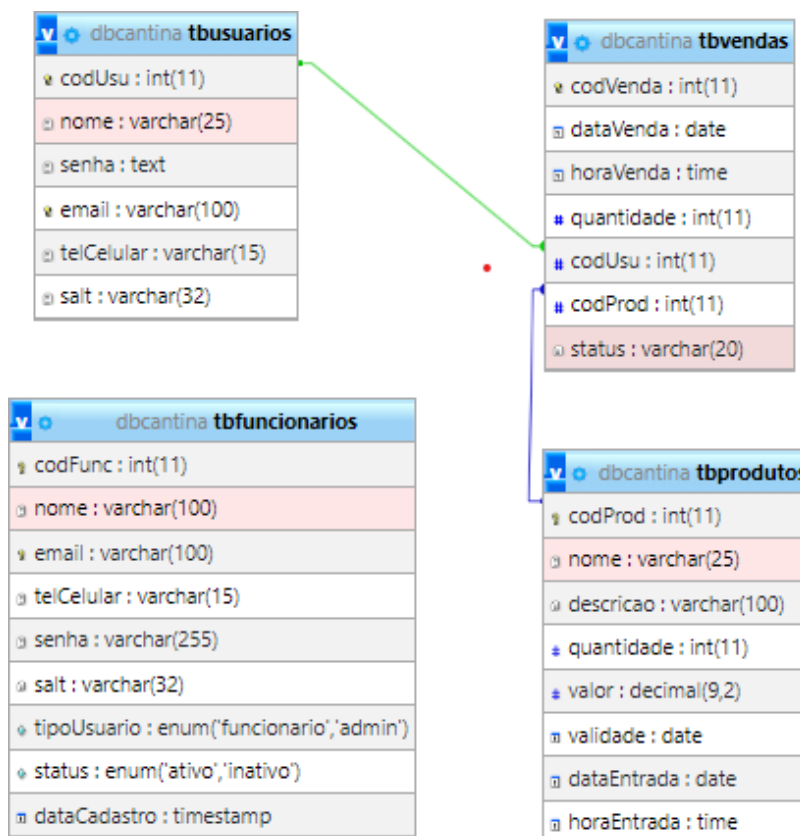 dbcantina tbusuarios
codUsu : int(11)
nome : varchar(25)
senha : text
email : varchar(100)
telCelular : varchar(15)
salt : varchar(32)
dbcantina tbvendas
codVenda : int(11)
dataVenda : date
horaVenda : time
# quantidade : int(11)
# codUsu : int(11)
# codProd : int(11)
status : varchar(20)
dbcantina tbfuncionarios
codFunc : int(11)
nome : varchar(100)
email : varchar(100)
telCelular : varchar(15)
senha : varchar(255)
salt : varchar(32)
tipoUsuario : enum('funcionario','admin')
status : enum('ativo','inativo')
dataCadastro : timestamp
dbcantina tbprodutos
codProd : int(11)
nome : varchar(25)
descricao : varchar(100)
# quantidade : int(11)
# valor : decimal(9,2)
validade : date
dataEntrada : date
horaEntrada : time